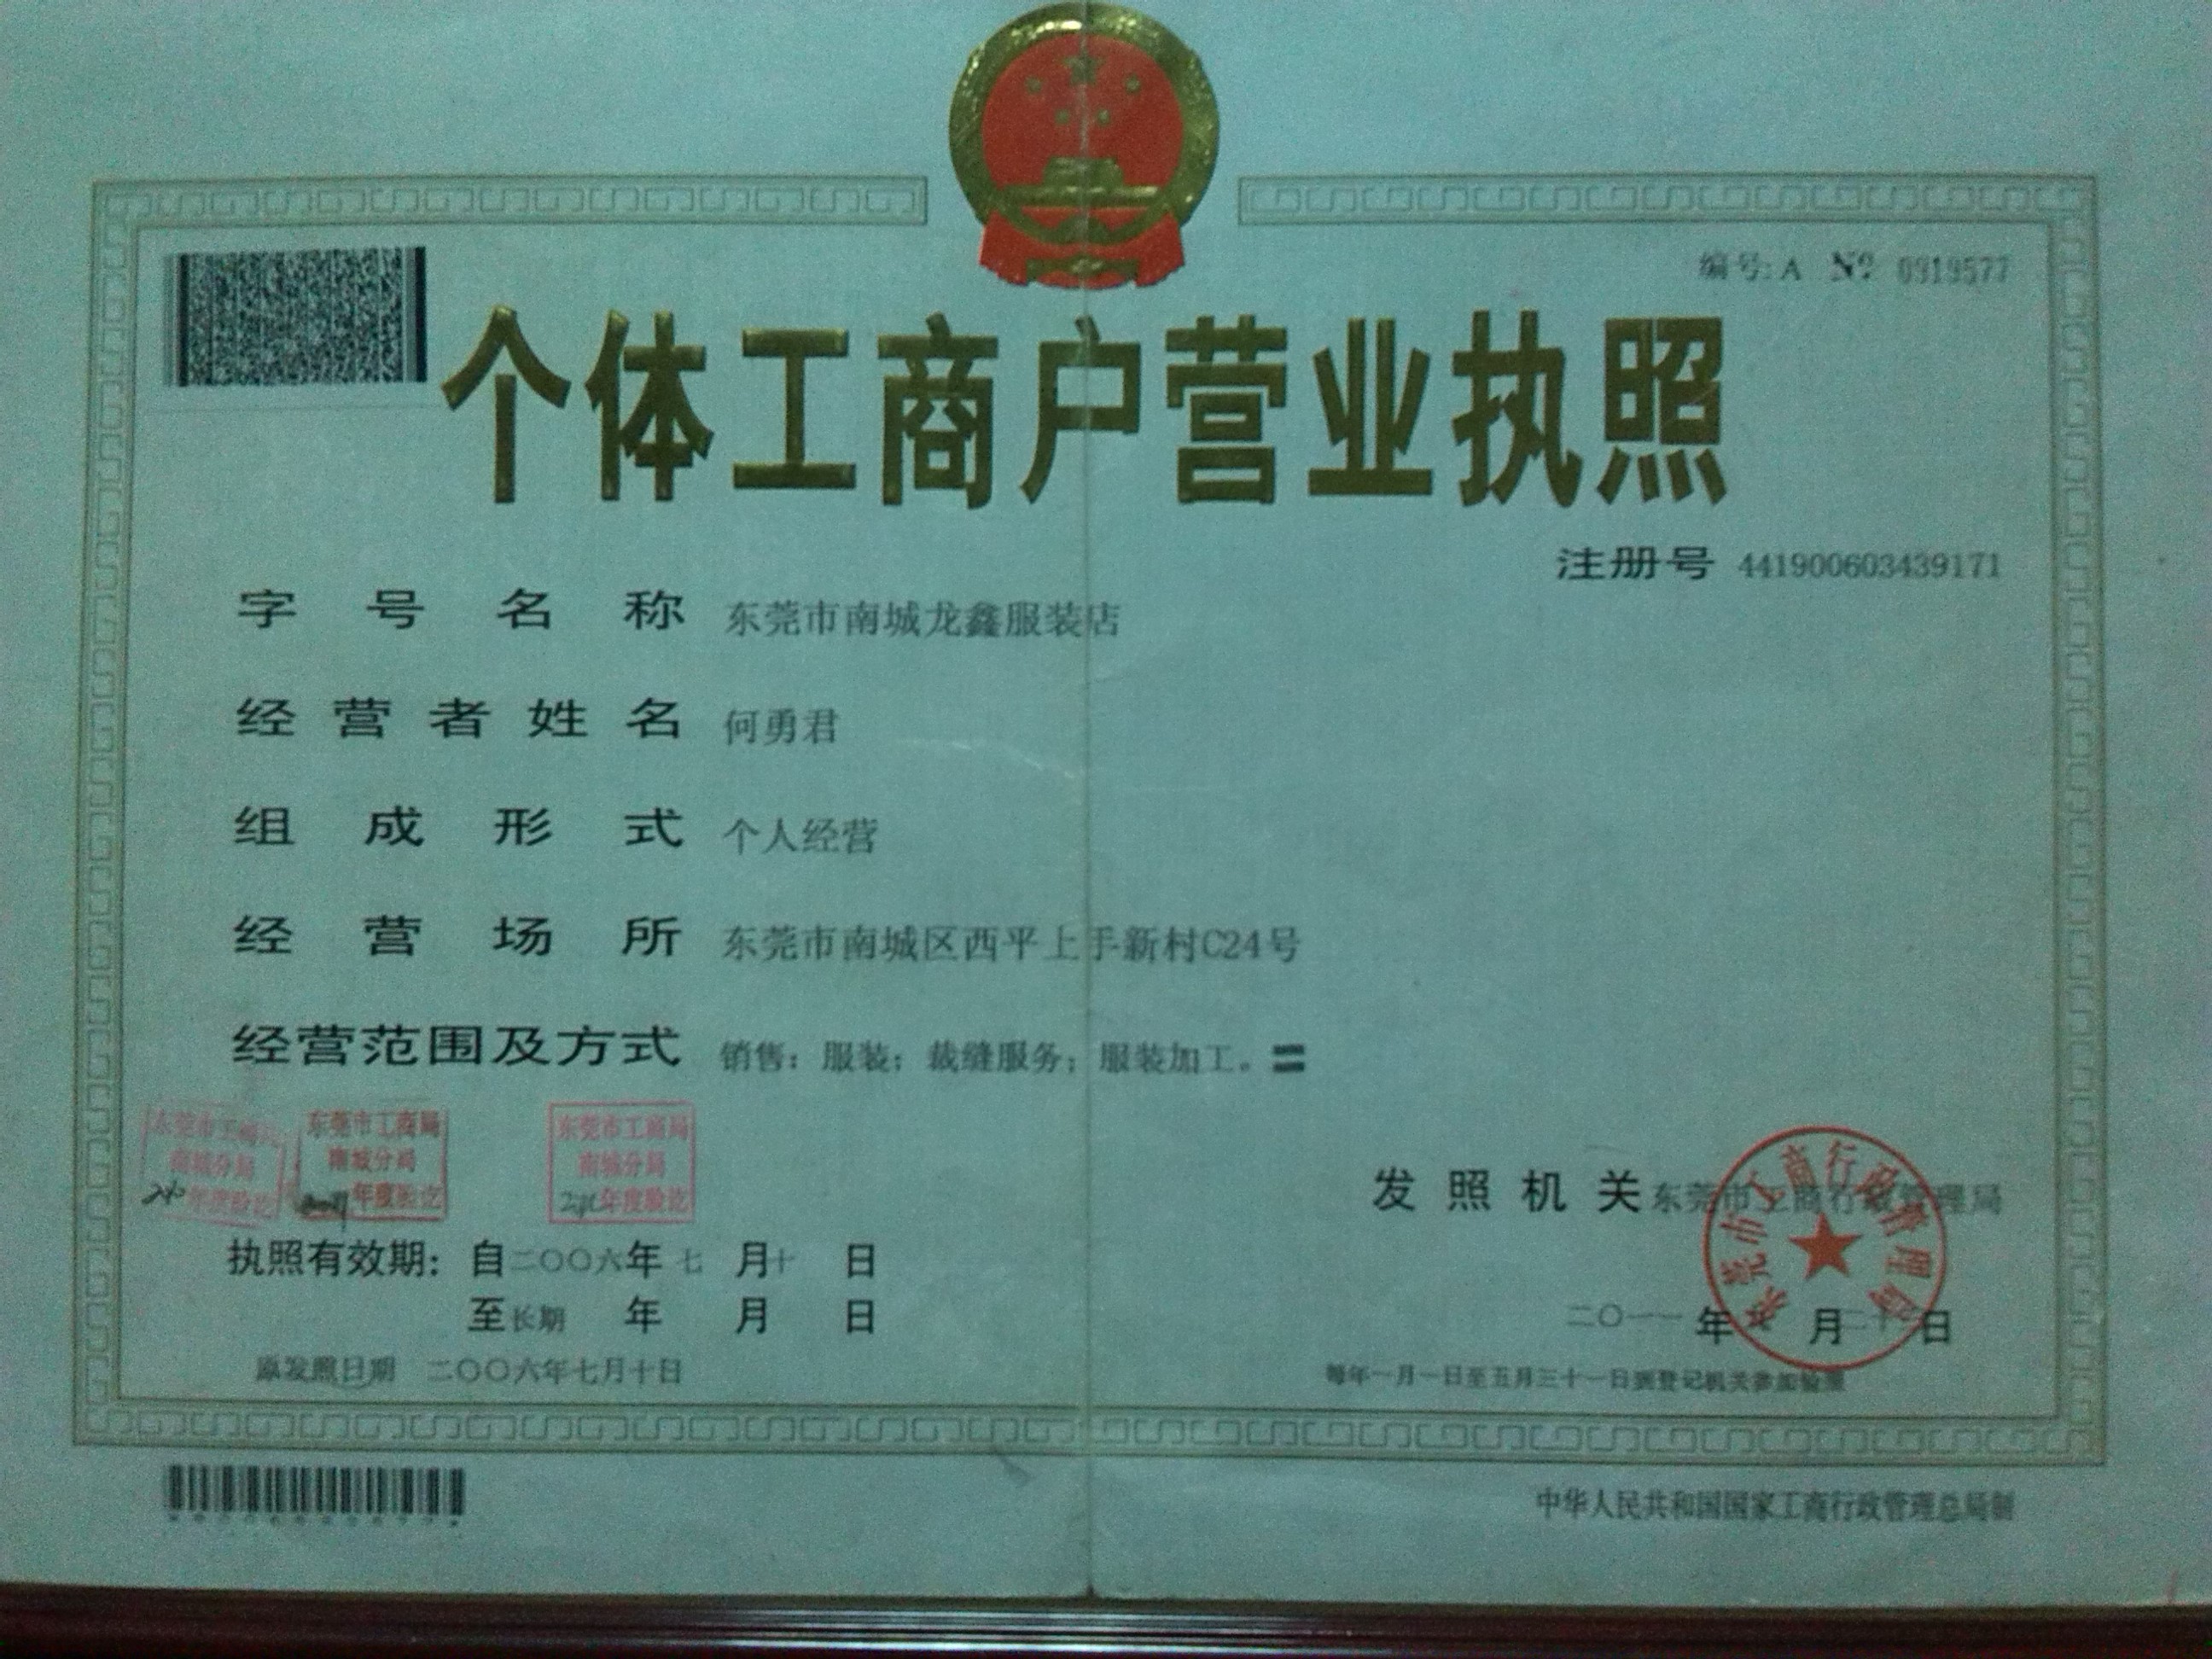 编号:A № 0919577
个体工商户营业执照
注册号 441900603439171
字号名称 东莞市南城龙鑫服装店
经营者姓名 何勇君
组成形式 个人经营
经营场所 东莞市南城区西平上手新村C24号
经营范围及方式 销售：服装；裁缝服务；服装加工。
东莞市工商局
南城分局
年度验讫
东莞市工商局
南城分局
年度验讫
东莞市工商局
南城分局
年度验讫
发照机关 东莞市工商行政管理局
东莞市工商行政管理局
执照有效期：自二〇〇六年七月十日
至长期 年 月 日
二〇一一年 月 日
原发照日期 二〇〇六年七月十日
每年一月一日至五月三十一日到登记机关参加验照
中华人民共和国国家工商行政管理总局制